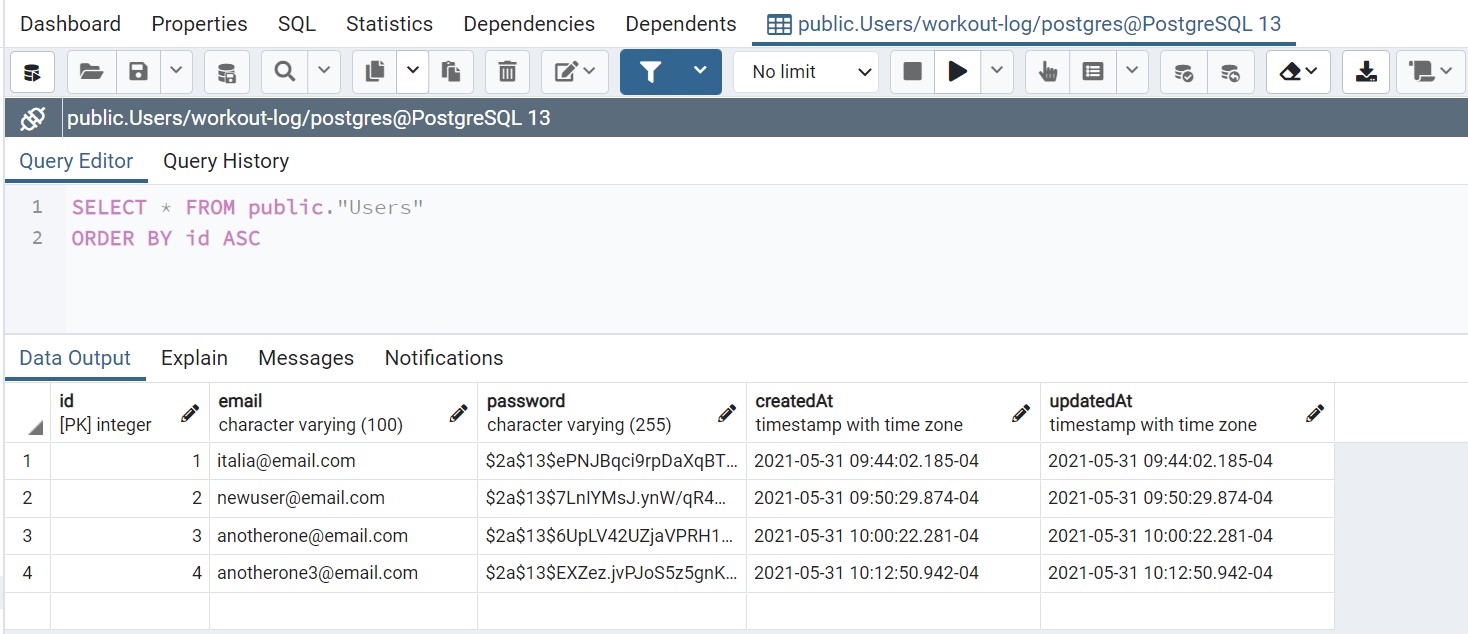 Dashboard Properties SQL Statistics Dependencies Dependents public.Users/workout-log/postgres@PostgreSQL 13
No limit
public.Users/workout-log/postgres@PostgreSQL 13
Query Editor Query History
1 SELECT * FROM public."Users"
2 ORDER BY id ASC
Data Output Explain Messages Notifications
id email password createdAt updatedAt
[PK] integer character varying (100) character varying (255) timestamp with time zone timestamp with time zone
1 1 italia@email.com $2a$13$ePNJBqci9rpDaXqBT... 2021-05-31 09:44:02.185-04 2021-05-31 09:44:02.185-04
2 2 newuser@email.com $2a$13$7LnIYMsJ.ynW/qR4... 2021-05-31 09:50:29.874-04 2021-05-31 09:50:29.874-04
3 3 anotherone@email.com $2a$13$6UpLV42UZjaVPRH1... 2021-05-31 10:00:22.281-04 2021-05-31 10:00:22.281-04
4 4 anotherone3@email.com $2a$13$EXZez.jvPJoS5z5gnK... 2021-05-31 10:12:50.942-04 2021-05-31 10:12:50.942-04